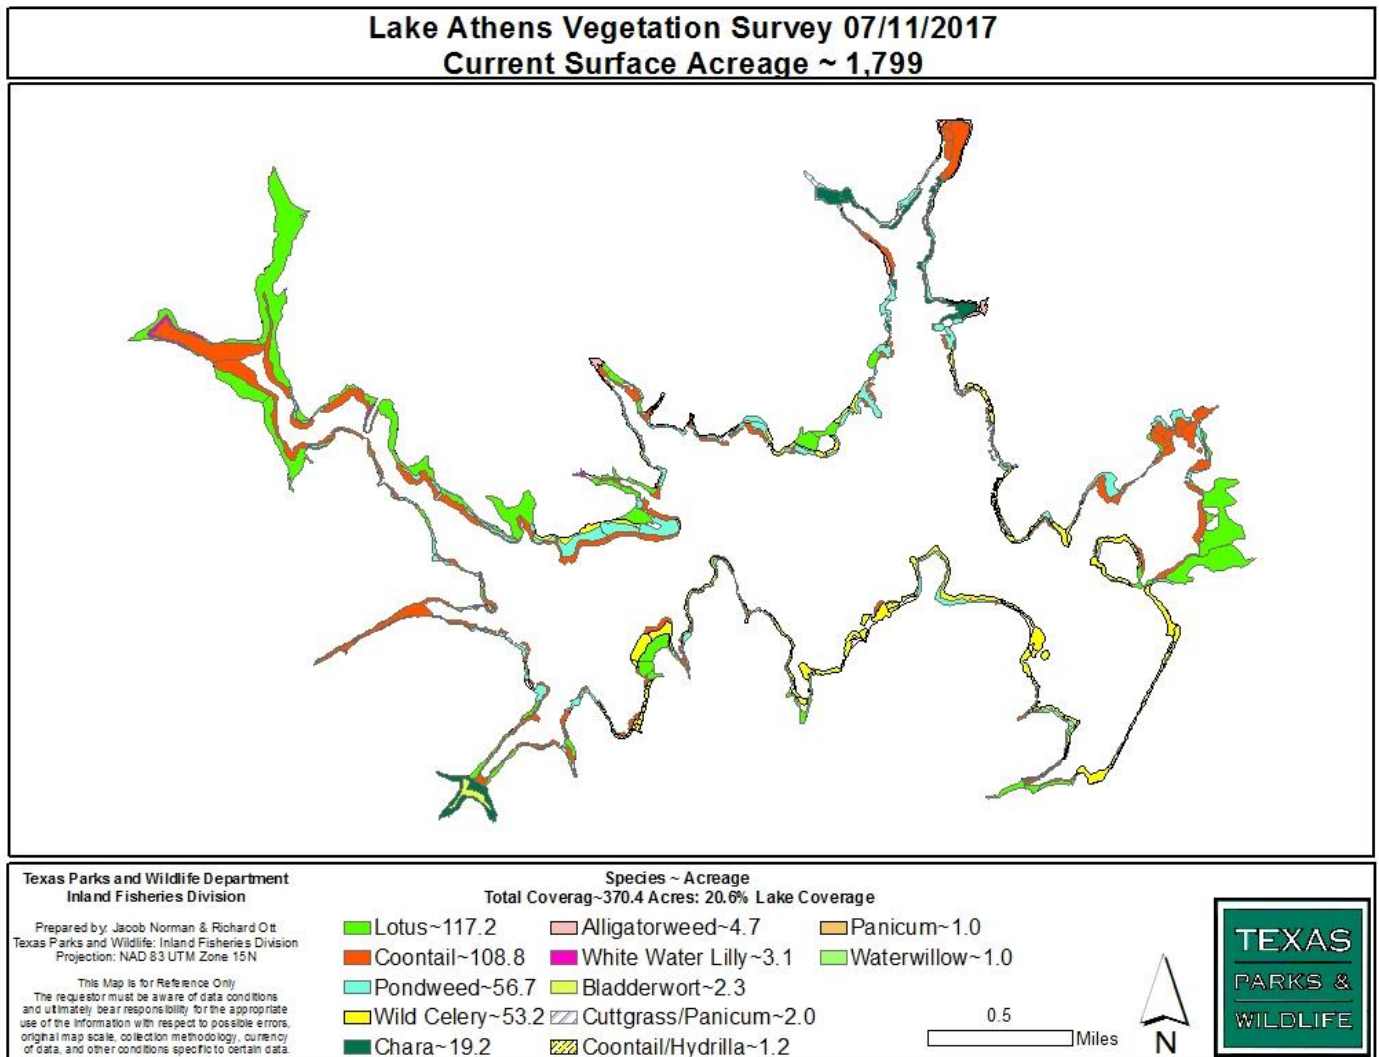 Lake Athens Vegetation Survey 07/11/2017
Current Surface Acreage ~ 1,799
Texas Parks and Wildlife Department
Inland Fisheries Division
Prepared by: Jacob Norman & Richard Ott
Texas Parks and Wildlife: Inland Fisheries Division
Projection: NAD 83 UTM Zone 15N
This Map is for Reference Only
The requestor must be aware of data conditions
and ultimately bear responsibility for the appropriate
use of the information with respect to possible errors,
original map scale, collection methodology, currency
of data, and other conditions specific to certain data.
Species ~ Acreage
Total Coverag~370.4 Acres: 20.6% Lake Coverage
Lotus~117.2
Coontail~108.8
Pondweed~56.7
Wild Celery~53.2
Chara~19.2
Alligatorweed~4.7
White Water Lilly~3.1
Bladderwort~2.3
Cuttgrass/Panicum~2.0
Coontail/Hydrilla~1.2
Panicum~1.0
Waterwillow~1.0
0.5
Miles
N
TEXAS
PARKS &
WILDLIFE